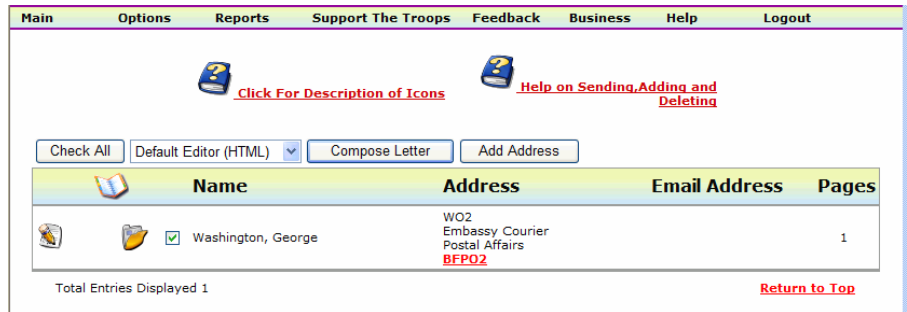 Main Options Reports Support The Troops Feedback Business Help Logout
Click For Description of Icons
Help on Sending,Adding and
Deleting
Check All Default Editor (HTML) Compose Letter Add Address
Name Address Email Address Pages
Washington, George
WO2
Embassy Courier
Postal Affairs
BFPO2
1
Total Entries Displayed 1
Return to Top